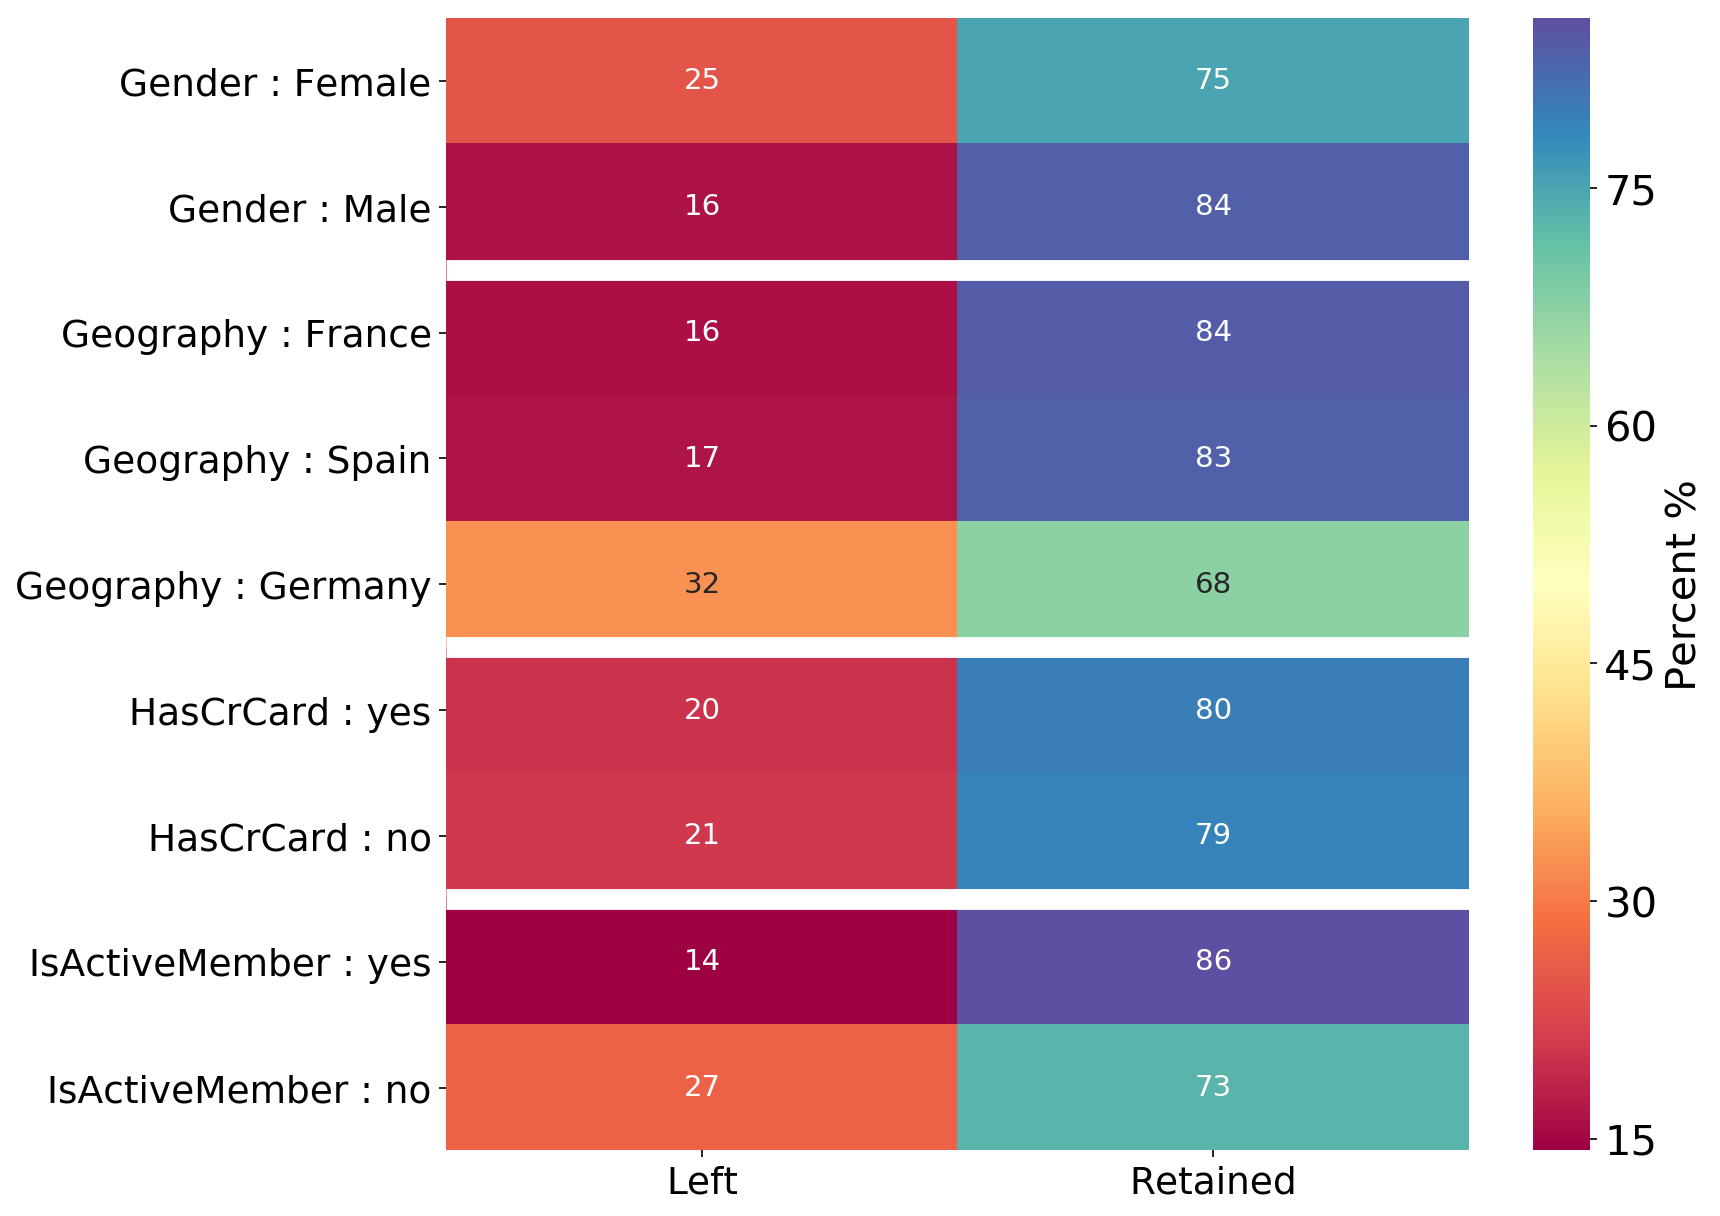 Gender : Female 25 75
Gender : Male 16 84
Geography : France 16 84
Geography : Spain 17 83
Geography : Germany 32 68
HasCrCard : yes 20 80
HasCrCard : no 21 79
IsActiveMember : yes 14 86
IsActiveMember : no 27 73
Left Retained
75
60
45
30
15
Percent %